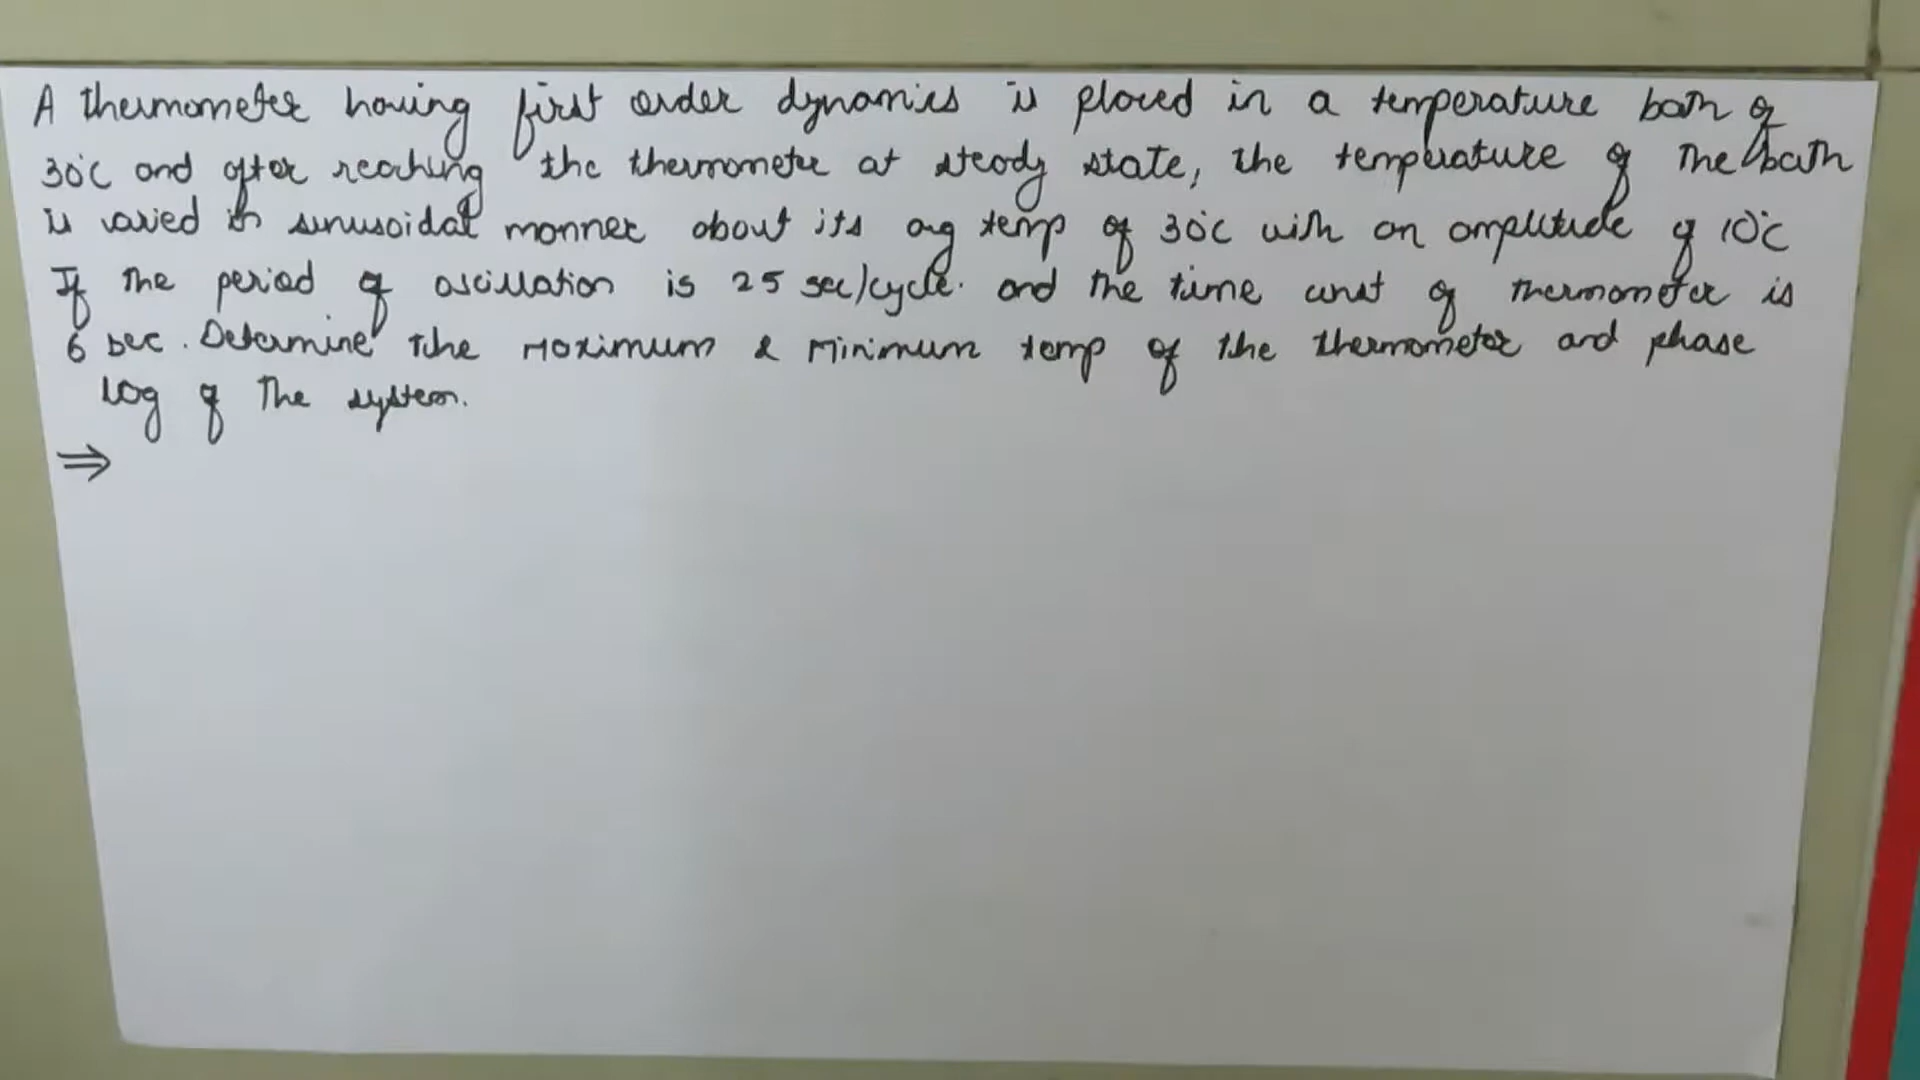 A thermometer having first order dynamics is placed in a temperature bath of
30°C and after reaching the thermometer at steady state, the temperature of the bath
is varied in sinusoidal manner about its avg temp of 30°C with an amplitude of 10°C
If the period of oscillation is 25 sec/cycle. and the time unit of thermometer is
6 sec. Determine the Maximum & Minimum temp of the thermometer and phase
lag of the system.
⇒